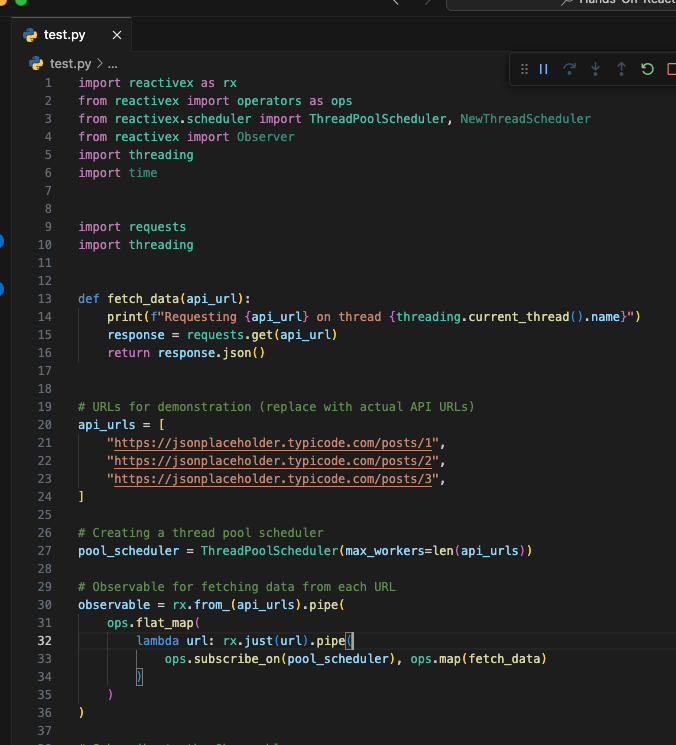 Hands-On React
test.py
test.py > ...
1 import reactivex as rx
2 from reactivex import operators as ops
3 from reactivex.scheduler import ThreadPoolScheduler, NewThreadScheduler
4 from reactivex import Observer
5 import threading
6 import time
7
8
9 import requests
10 import threading
11
12
13 def fetch_data(api_url):
14     print(f"Requesting {api_url} on thread {threading.current_thread().name}")
15     response = requests.get(api_url)
16     return response.json()
17
18
19 # URLs for demonstration (replace with actual API URLs)
20 api_urls = [
21     "https://jsonplaceholder.typicode.com/posts/1",
22     "https://jsonplaceholder.typicode.com/posts/2",
23     "https://jsonplaceholder.typicode.com/posts/3",
24 ]
25
26 # Creating a thread pool scheduler
27 pool_scheduler = ThreadPoolScheduler(max_workers=len(api_urls))
28
29 # Observable for fetching data from each URL
30 observable = rx.from_(api_urls).pipe(
31     ops.flat_map(
32         lambda url: rx.just(url).pipe(
33             ops.subscribe_on(pool_scheduler), ops.map(fetch_data)
34         )
35     )
36 )
37